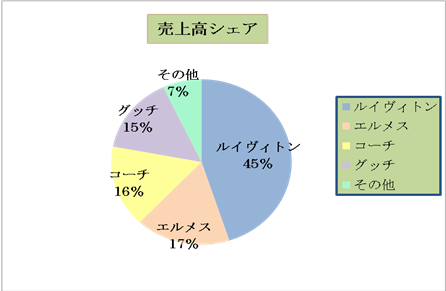 売上高シェア
その他
7%
グッチ
15%
コーチ
16%
エルメス
17%
ルイヴィトン
45%
ルイヴィトン
エルメス
コーチ
グッチ
その他